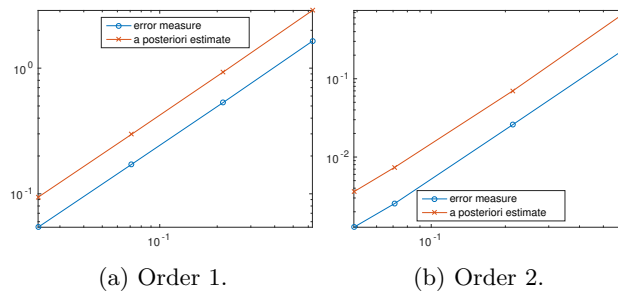 error measure
a posteriori estimate
10^0
10^-1
10^-1
(a) Order 1.
10^-1
10^-2
error measure
a posteriori estimate
10^-1
(b) Order 2.